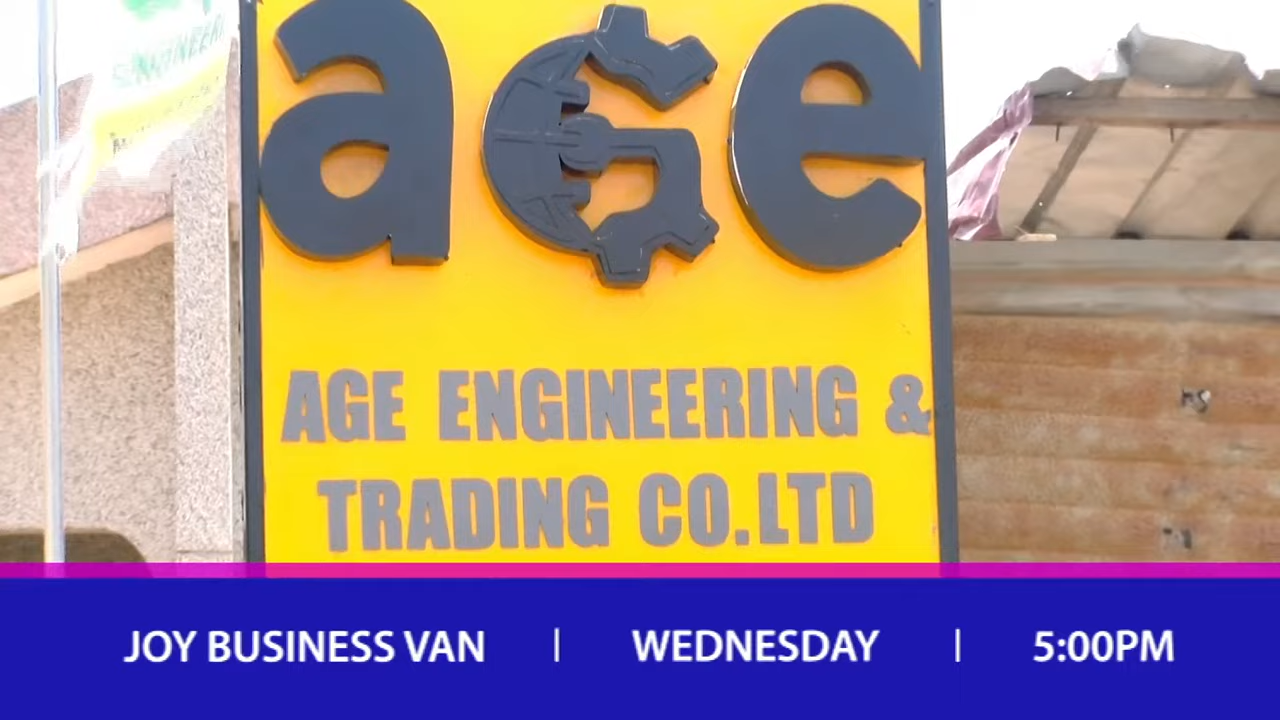 age
AGE ENGINEERING &
TRADING CO.LTD
JOY BUSINESS VAN | WEDNESDAY | 5:00PM